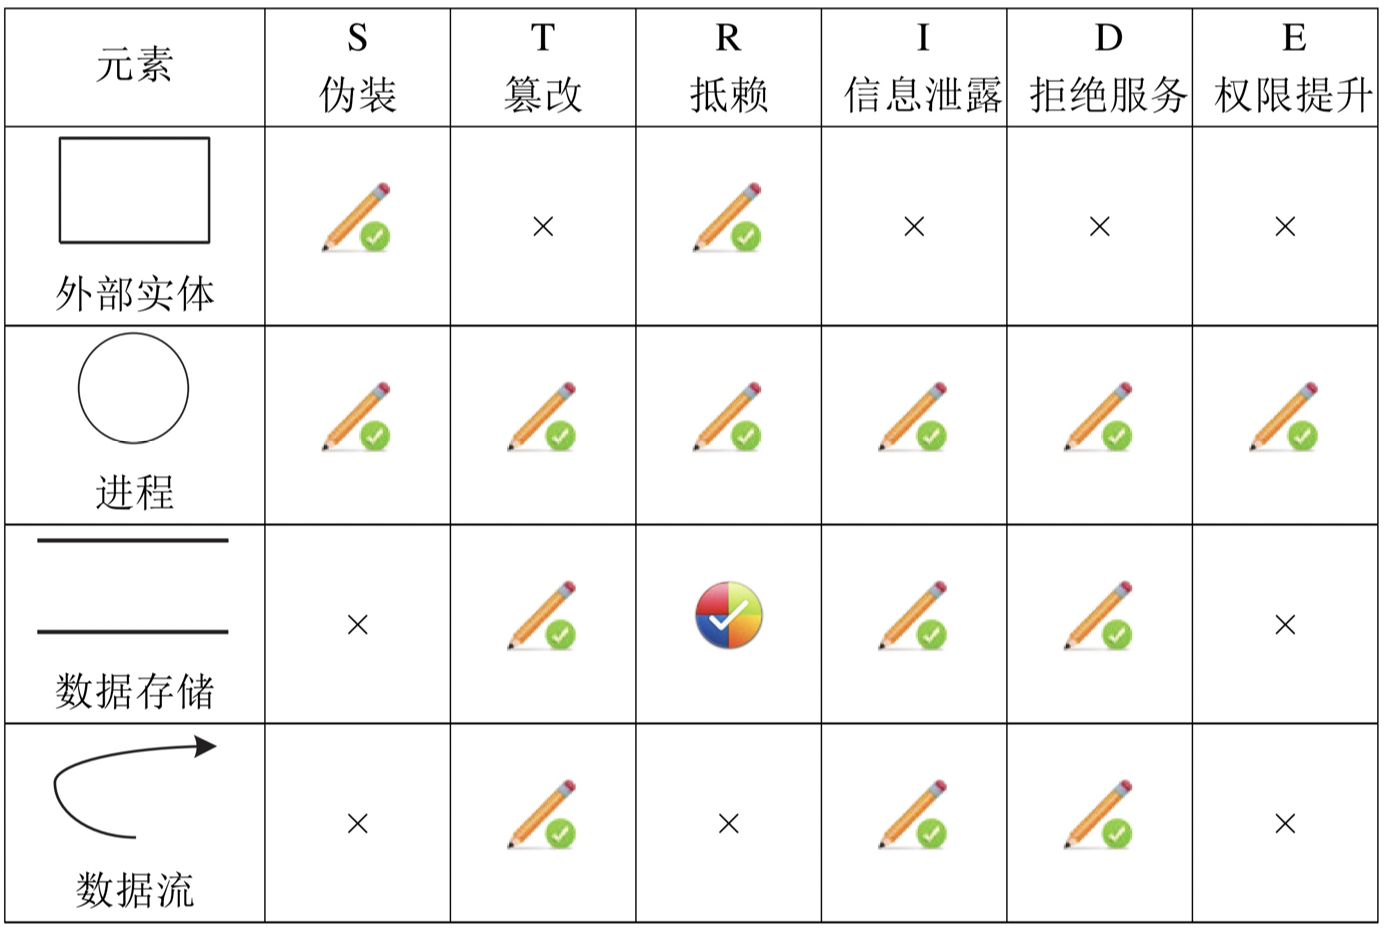 元素
S
伪装
T
篡改
R
抵赖
I
信息泄露
D
拒绝服务
E
权限提升
外部实体
×
×
×
×
进程
数据存储
×
×
数据流
×
×
×